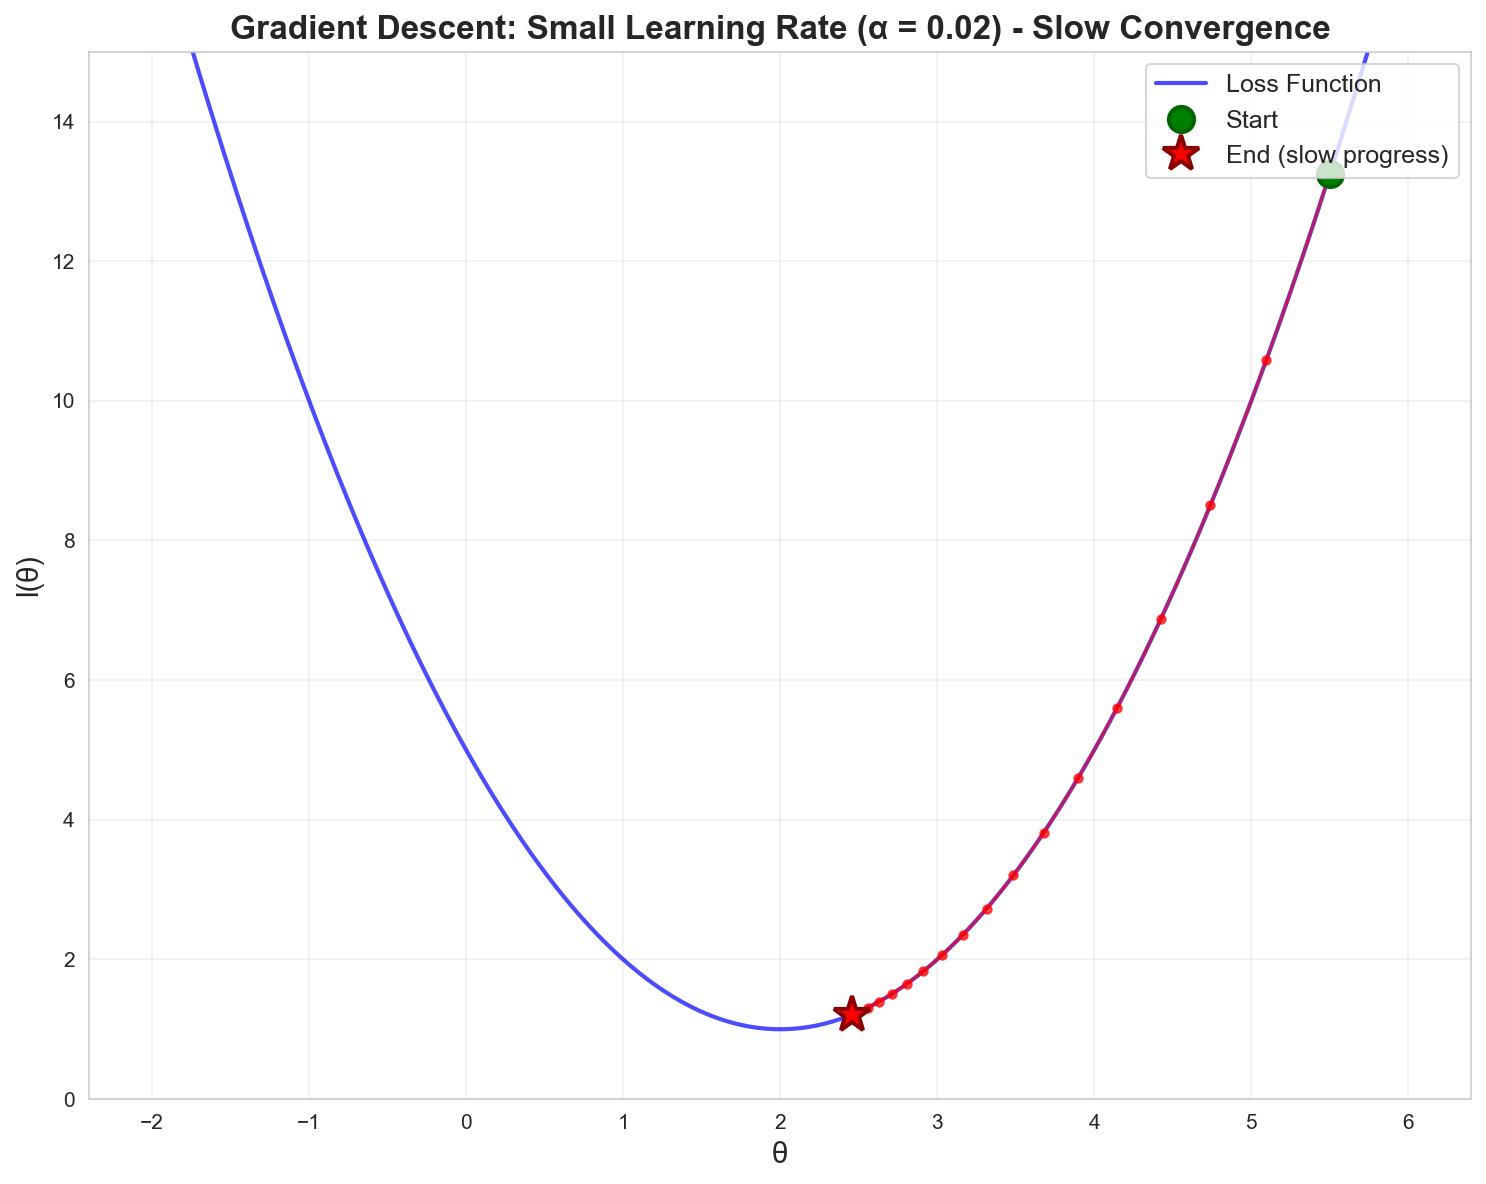 Gradient Descent: Small Learning Rate (α = 0.02) - Slow Convergence
Loss Function
Start
End (slow progress)
14
12
10
8
6
4
2
0
l(θ)
−2 −1 0 1 2 3 4 5 6
θ